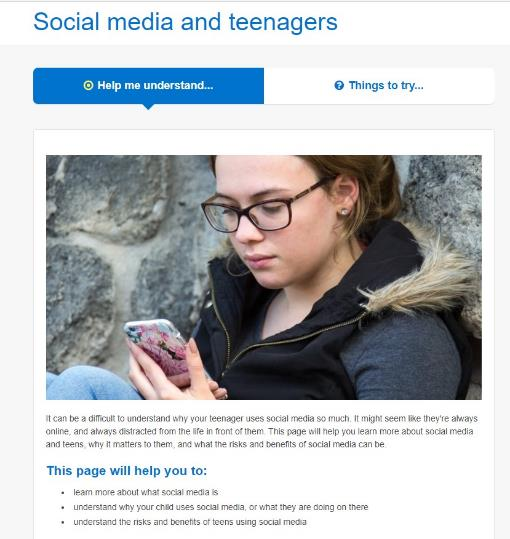 Social media and teenagers
Help me understand...
Things to try...
It can be a difficult to understand why your teenager uses social media so much. It might seem like they're always
online, and always distracted from the life in front of them. This page will help you learn more about social media
and teens, why it matters to them, and what the risks and benefits of social media can be.
This page will help you to:
learn more about what social media is
understand why your child uses social media, or what they are doing on there
understand the risks and benefits of teens using social media